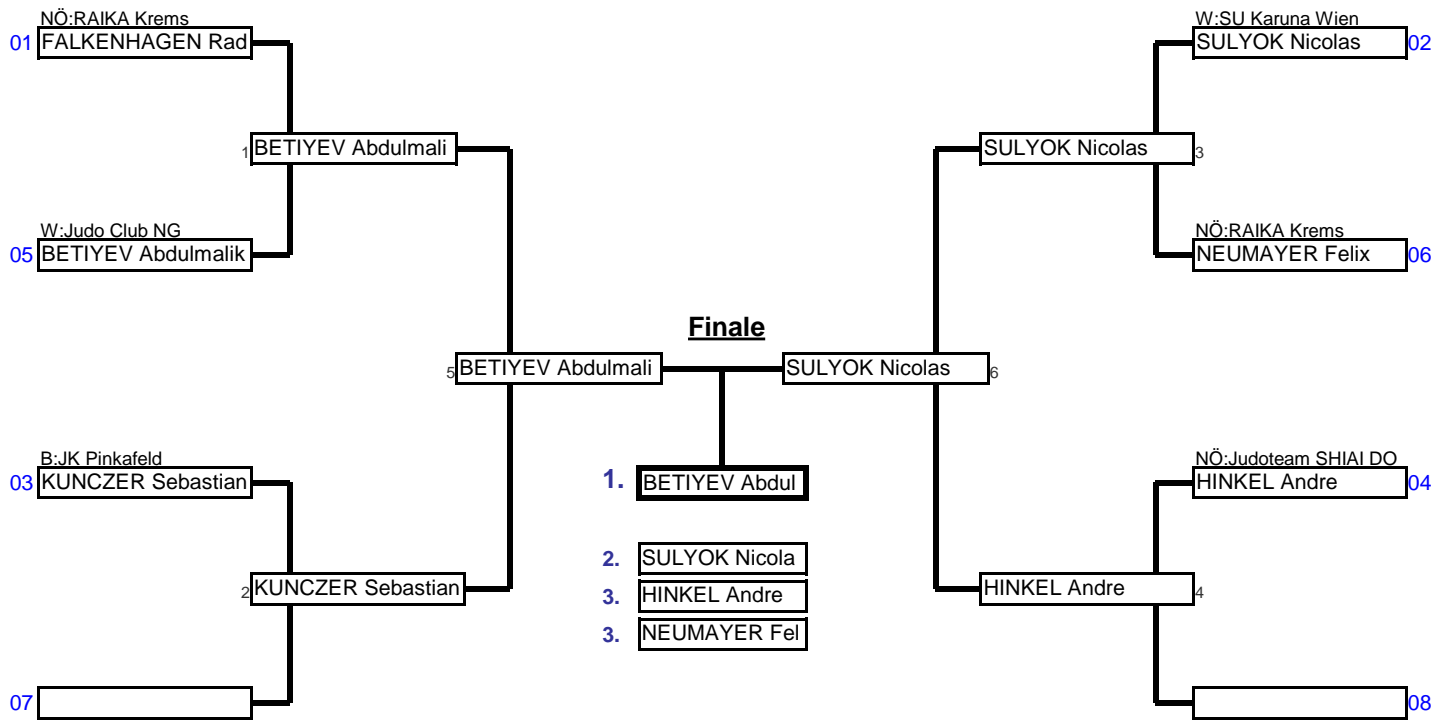 NÖ:RAIKA Krems
01 FALKENHAGEN Rad
W:SU Karuna Wien
SULYOK Nicolas 02
1 BETIYEV Abdulmali
SULYOK Nicolas 3
W:Judo Club NG
05 BETIYEV Abdulmalik
NÖ:RAIKA Krems
NEUMAYER Felix 06
Finale
5 BETIYEV Abdulmali
SULYOK Nicolas 6
B:JK Pinkafeld
03 KUNCZER Sebastian
1. BETIYEV Abdul
NÖ:Judoteam SHIAI DO
HINKEL Andre 04
2. SULYOK Nicola
2 KUNCZER Sebastian
3. HINKEL Andre
HINKEL Andre 4
3. NEUMAYER Fel
07
08